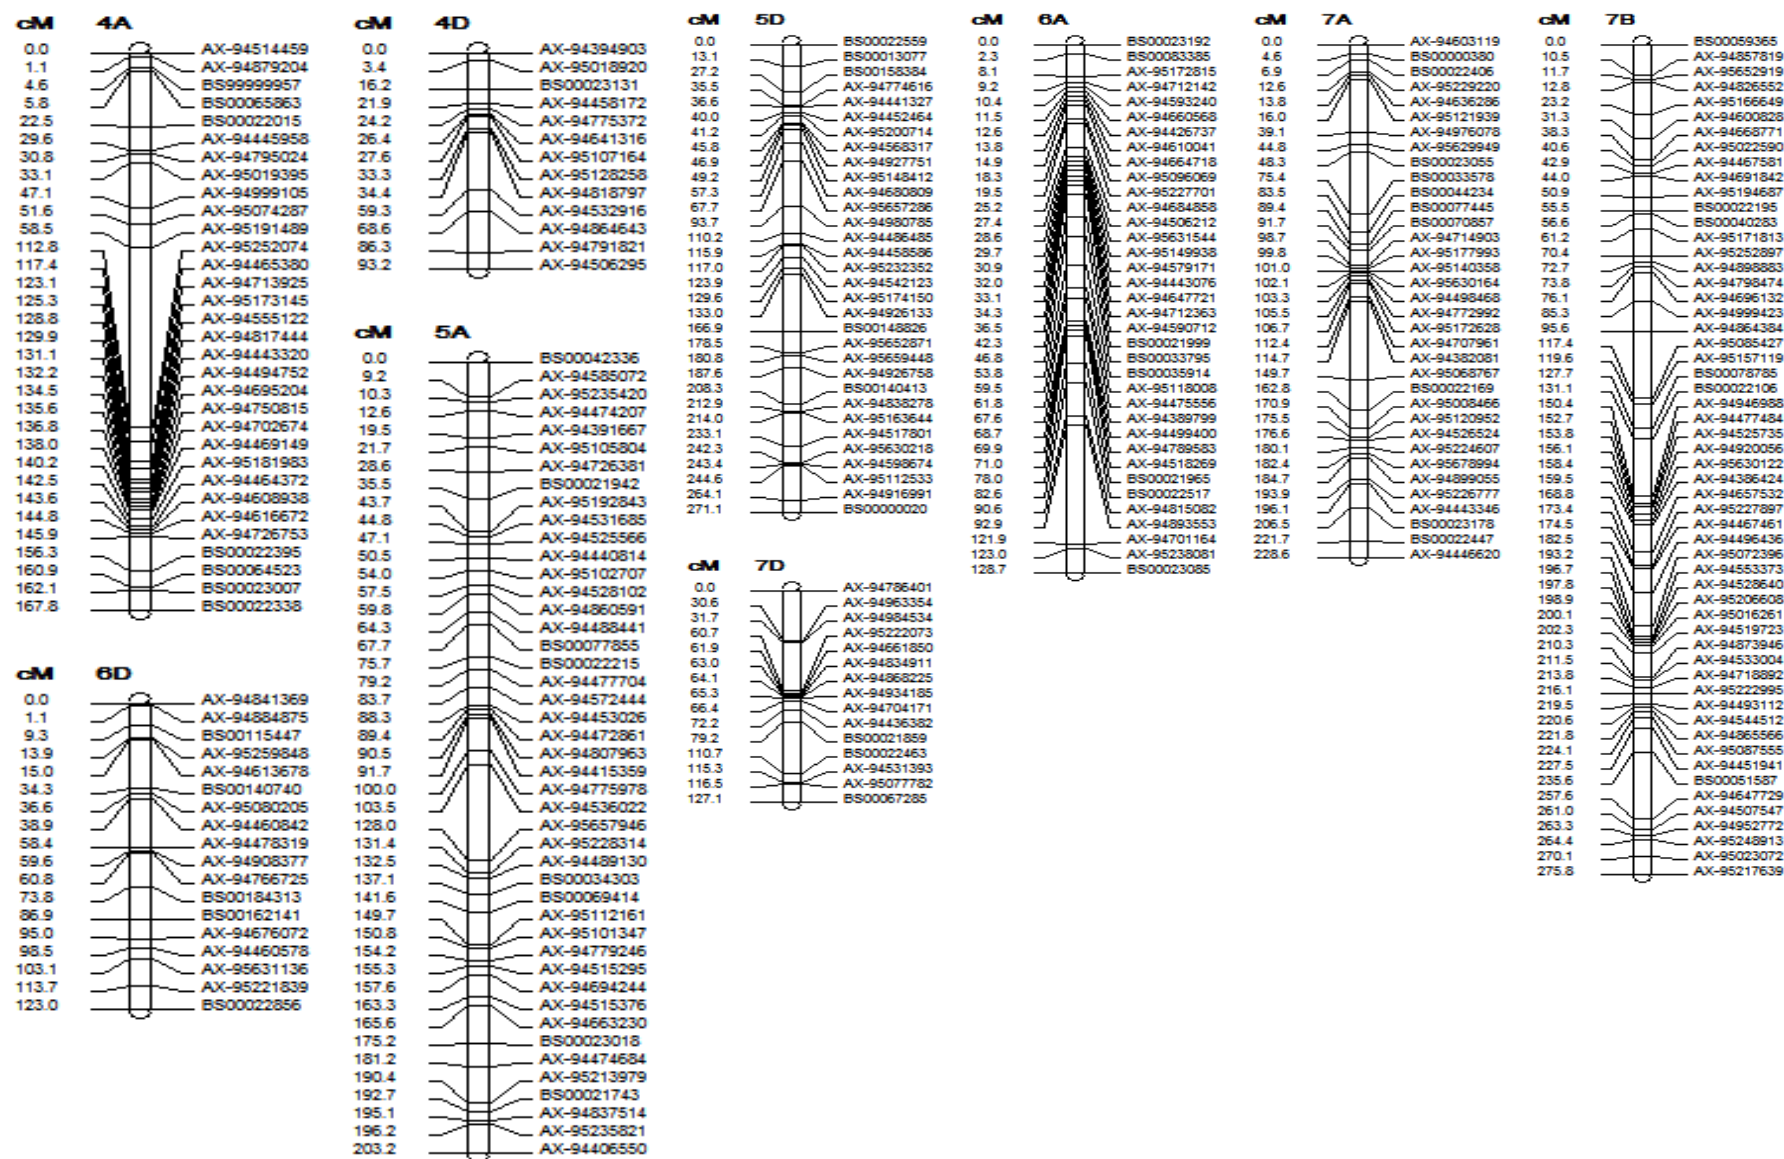 cM 4A
0.0 AX-94514459
1.1 AX-94879204
4.6 BS99999957
5.8 BS00065863
22.5 BS00022015
29.6 AX-94445958
30.8 AX-94795024
33.1 AX-95019395
47.1 AX-94999105
51.6 AX-95074287
58.5 AX-95191489
112.8 AX-95252074
117.4 AX-94465380
123.1 AX-94713925
125.3 AX-95173145
128.8 AX-94555122
129.9 AX-94817444
131.1 AX-94443320
132.2 AX-94494752
134.5 AX-94695204
135.6 AX-94750815
136.8 AX-94702674
138.0 AX-94469149
140.2 AX-95181983
142.5 AX-94464372
143.6 AX-94608938
144.8 AX-94616672
145.9 AX-94726753
156.3 BS00022395
160.9 BS00064523
162.1 BS00023007
167.8 BS00022338
cM 6D
0.0 AX-94841369
1.1 AX-94884875
9.3 BS00115447
13.9 AX-95259848
15.0 AX-94613678
34.3 BS00140740
36.6 AX-95080205
38.9 AX-94460842
58.4 AX-94478319
59.6 AX-94908377
60.8 AX-94766725
73.8 BS00184313
86.9 BS00162141
95.0 AX-94676072
98.5 AX-94460578
103.1 AX-95631136
113.7 AX-95221839
123.0 BS00022856
cM 4D
0.0 AX-94394903
3.4 AX-95018920
16.2 BS00023131
21.9 AX-94458172
24.2 AX-94775372
26.4 AX-94641316
27.6 AX-95107164
33.3 AX-95128258
34.4 AX-94818797
59.3 AX-94532916
68.6 AX-94864643
86.3 AX-94791821
93.2 AX-94506295
cM 5A
0.0 BS00042336
9.2 AX-94585072
10.3 AX-95235420
12.6 AX-94474207
19.5 AX-94391667
21.7 AX-95105804
28.6 AX-94726381
35.5 BS00021942
43.7 AX-95192843
44.8 AX-94531685
47.1 AX-94525566
50.5 AX-94440814
54.0 AX-95102707
57.5 AX-94528102
59.8 AX-94860591
64.3 AX-94488441
67.7 BS00077855
75.7 BS00022215
79.2 AX-94477704
83.7 AX-94572444
88.3 AX-94453026
89.4 AX-94472861
90.5 AX-94807963
91.7 AX-94415359
100.0 AX-94775978
103.5 AX-94536022
128.0 AX-95657946
131.4 AX-95228314
132.5 AX-94489130
137.1 BS00034303
141.6 BS00069414
149.7 AX-95112161
150.8 AX-95101347
154.2 AX-94779246
155.3 AX-94515295
157.6 AX-94694244
163.3 AX-94515376
165.6 AX-94663230
175.2 BS00023018
181.2 AX-94474684
190.4 AX-95213979
192.7 BS00021743
195.1 AX-94837514
196.2 AX-95235821
203.2 AX-94406550
cM 5D
0.0 BS00022559
13.1 BS00013077
27.2 BS00158384
35.5 AX-94774616
36.6 AX-94441327
40.0 AX-94452464
41.2 AX-95200714
45.8 AX-94568317
46.9 AX-94927751
49.2 AX-95148412
57.3 AX-94680809
67.7 AX-95657286
93.7 AX-94980785
110.2 AX-94486485
115.9 AX-94458586
117.0 AX-95232352
123.9 AX-94542123
129.6 AX-95174150
133.0 AX-94926133
166.9 BS00148826
178.5 AX-95652871
180.8 AX-95659448
187.6 AX-94926758
208.3 BS00140413
212.9 AX-94838278
214.0 AX-95163644
233.1 AX-94517801
242.3 AX-95630218
243.4 AX-94598674
244.6 AX-95112533
264.1 AX-94916991
271.1 BS00000020
cM 7D
0.0 AX-94786401
30.6 AX-94963354
31.7 AX-94984534
60.7 AX-95222073
61.9 AX-94661850
63.0 AX-94834911
64.1 AX-94868225
65.3 AX-94934185
66.4 AX-94704171
72.2 AX-94436382
79.2 BS00021859
110.7 BS00022463
115.3 AX-94531393
116.5 AX-95077782
127.1 BS00067285
cM 6A
0.0 BS00023192
2.3 BS00083385
8.1 AX-95172815
9.2 AX-94712142
10.4 AX-94593240
11.5 AX-94660568
12.6 AX-94426737
13.8 AX-94610041
14.9 AX-94664718
18.3 AX-95096069
19.5 AX-95227701
25.2 AX-94684858
27.4 AX-94506212
28.6 AX-95631544
29.7 AX-95149938
30.9 AX-94579171
32.0 AX-94443076
33.1 AX-94647721
34.3 AX-94712363
36.5 AX-94590712
42.3 BS00021999
46.8 BS00033795
53.8 BS00035914
59.5 AX-95118008
61.8 AX-94475556
67.6 AX-94389799
68.7 AX-94499400
69.9 AX-94789583
71.0 AX-94518269
78.0 BS00021965
82.6 BS00022517
90.6 AX-94815082
92.9 AX-94893553
121.9 AX-94701164
123.0 AX-95238081
128.7 BS00023085
cM 7A
0.0 AX-94603119
4.6 BS00000380
6.9 BS00022406
12.6 AX-95229220
13.8 AX-94636286
16.0 AX-95121939
39.1 AX-94976078
44.8 AX-95629949
48.3 BS00023055
75.4 BS00033578
83.5 BS00044234
89.4 BS00077445
91.7 BS00070857
98.7 AX-94714903
99.8 AX-95177993
101.0 AX-95140358
102.1 AX-95630164
103.3 AX-94498468
105.5 AX-94772992
106.7 AX-95172628
112.4 AX-94707961
114.7 AX-94382081
149.7 AX-95068767
162.8 BS00022169
170.9 AX-95008466
175.5 AX-95120952
176.6 AX-94526524
180.1 AX-95224607
182.4 AX-95678994
184.7 AX-94899055
193.9 AX-95226777
196.1 AX-94443346
206.5 BS00023178
221.7 BS00022447
228.6 AX-94446620
cM 7B
0.0 BS00059365
10.5 AX-94857819
11.7 AX-95652919
12.8 AX-94826552
23.2 AX-95166649
31.3 AX-94600828
38.3 AX-94668771
40.6 AX-95022590
42.9 AX-94467581
44.0 AX-94691842
50.9 AX-95194687
55.5 BS00022195
56.6 BS00040283
61.2 AX-95171813
70.4 AX-95252897
72.7 AX-94898883
73.8 AX-94798474
76.1 AX-94696132
85.3 AX-94999423
95.6 AX-94864384
117.4 AX-95085427
119.6 AX-95157119
127.7 BS00078785
131.1 BS00022106
150.4 AX-94946988
152.7 AX-94477484
153.8 AX-94525735
156.1 AX-94920056
158.4 AX-95630122
159.5 AX-94386424
168.8 AX-94657532
173.4 AX-95227897
174.5 AX-94467461
182.5 AX-94496436
193.2 AX-95072396
196.7 AX-94553373
197.8 AX-94528640
198.9 AX-95206608
200.1 AX-95016261
202.3 AX-94519723
210.3 AX-94873946
211.5 AX-94533004
213.8 AX-94718892
216.1 AX-95222995
219.5 AX-94493112
220.6 AX-94544512
221.8 AX-94865566
224.1 AX-95087555
227.5 AX-94451941
235.6 BS00051587
257.6 AX-94647729
261.0 AX-94507547
263.3 AX-94952772
264.4 AX-95248913
270.1 AX-95023072
275.8 AX-95217639